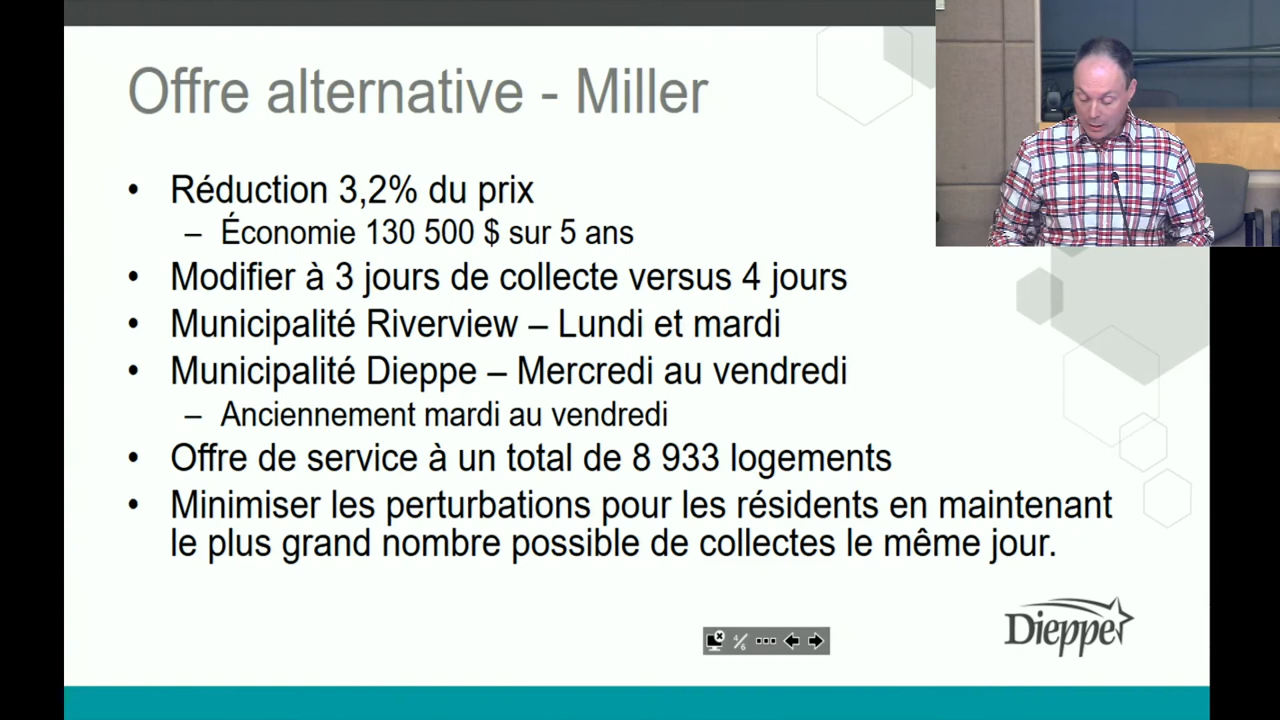 Offre alternative - Miller
• Réduction 3,2% du prix
– Économie 130 500 $ sur 5 ans
• Modifier à 3 jours de collecte versus 4 jours
• Municipalité Riverview – Lundi et mardi
• Municipalité Dieppe – Mercredi au vendredi
– Anciennement mardi au vendredi
• Offre de service à un total de 8 933 logements
• Minimiser les perturbations pour les résidents en maintenant
le plus grand nombre possible de collectes le même jour.
Dieppe
4/6